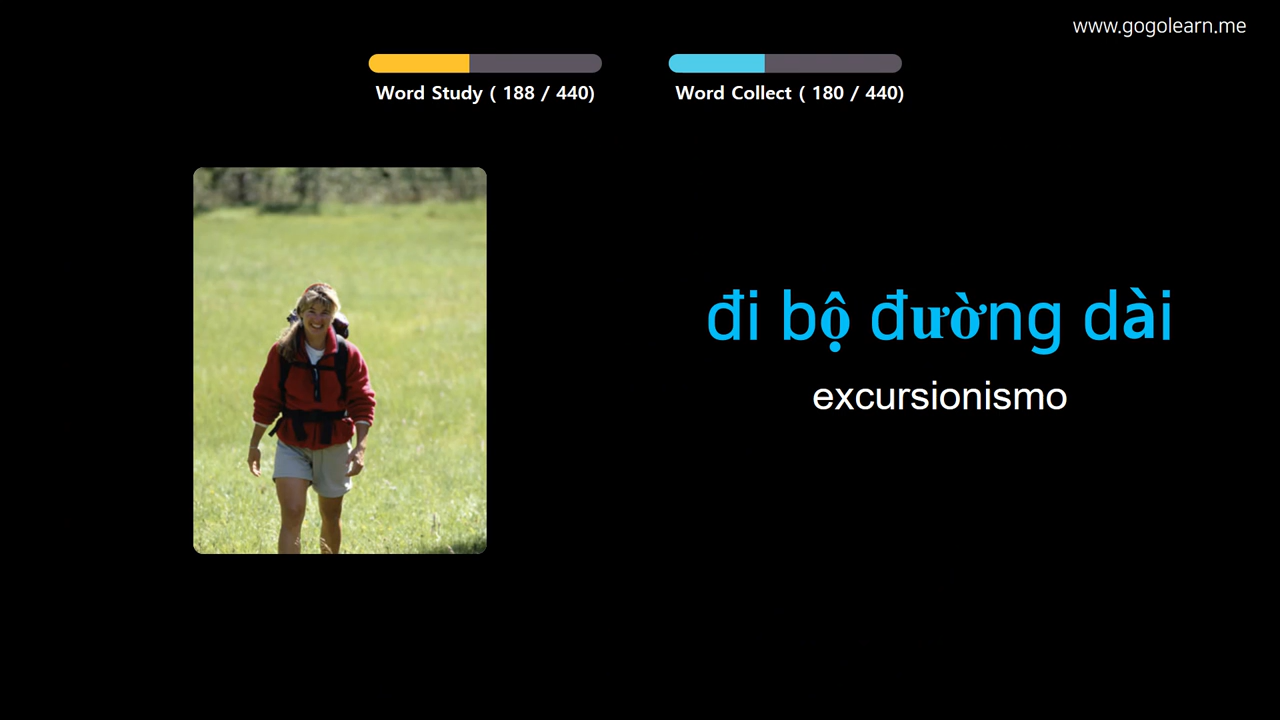 www.gogolearn.me
Word Study ( 188 / 440)
Word Collect ( 180 / 440)
đi bộ đường dài
excursionismo